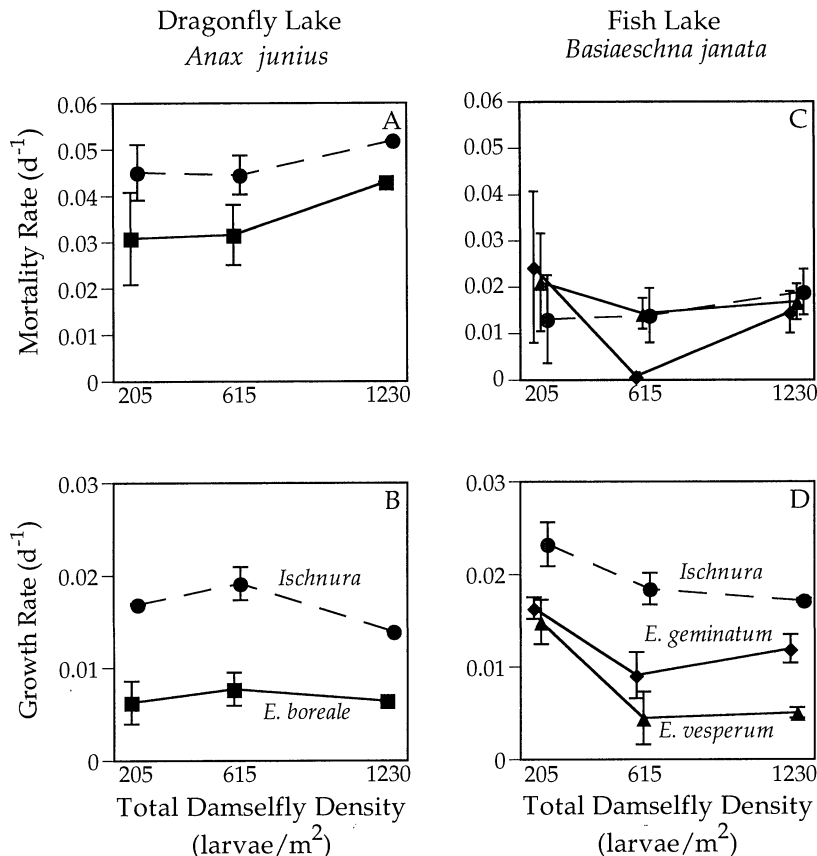 Dragonfly Lake
Anax junius
Fish Lake
Basiaeschna janata
Mortality Rate (d⁻¹)
0.06
0.05
0.04
0.03
0.02
0.01
0
A
205
615
1230
0.06
0.05
0.04
0.03
0.02
0.01
0
C
205
615
1230
Growth Rate (d⁻¹)
0.03
0.02
0.01
0
B
Ischnura
E. boreale
205
615
1230
Total Damselfly Density
(larvae/m²)
0.03
0.02
0.01
0
D
Ischnura
E. geminatum
E. vesperum
205
615
1230
Total Damselfly Density
(larvae/m²)